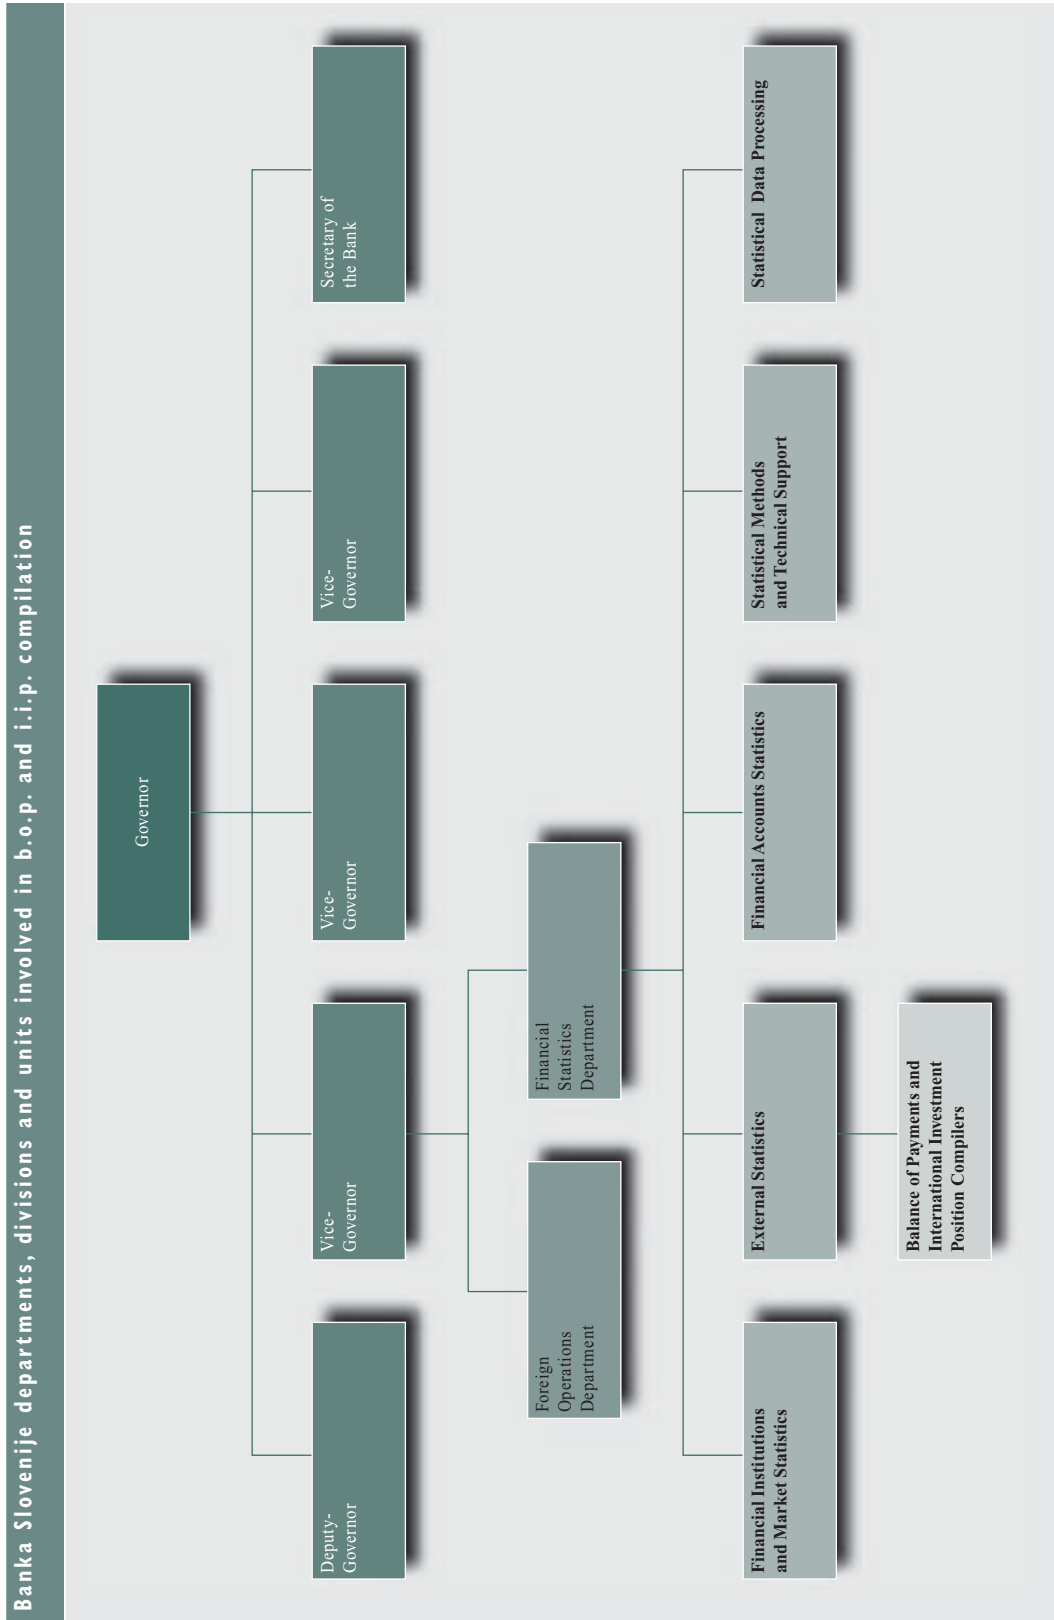 Banka Slovenije departments, divisions and units involved in b.o.p. and i.i.p. compilation
Governor
Deputy-
Governor
Vice-
Governor
Vice-
Governor
Vice-
Governor
Secretary of
the Bank
Foreign
Operations
Department
Financial
Statistics
Department
Financial Institutions
and Market Statistics
External Statistics
Financial Accounts Statistics
Statistical Methods
and Technical Support
Statistical Data Processing
Balance of Payments and
International Investment
Position Compilers